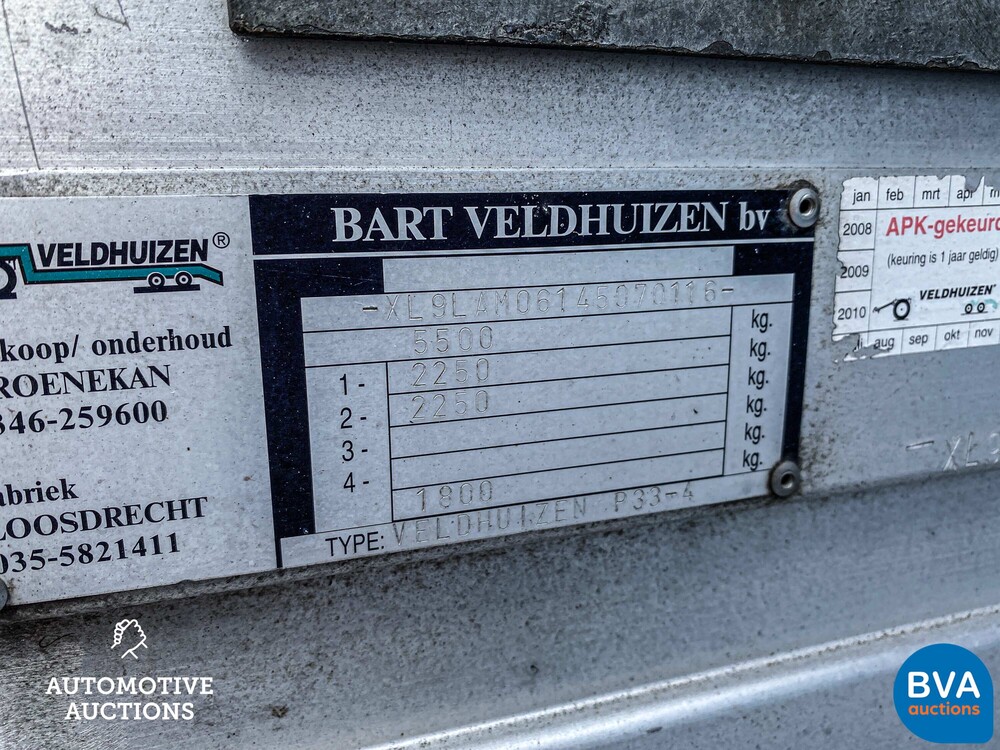 VELDHUIZEN®
koop/ onderhoud
ROENEKAN
346-259600
abriek
LOOSDRECHT
035-5821411
BART VELDHUIZEN bv
-XL9LAM06145070116-
5500 kg.
1- 2250 kg.
2- 2250 kg.
3- kg.
4- kg.
1800 kg.
TYPE: VELDHUIZEN P33-4
jan feb mrt apr
2008 APK-gekeurd
(keuring is 1 jaar geldig)
2009
VELDHUIZEN
2010
aug sep okt nov
-XL9
AUTOMOTIVE
AUCTIONS
BVA
auctions